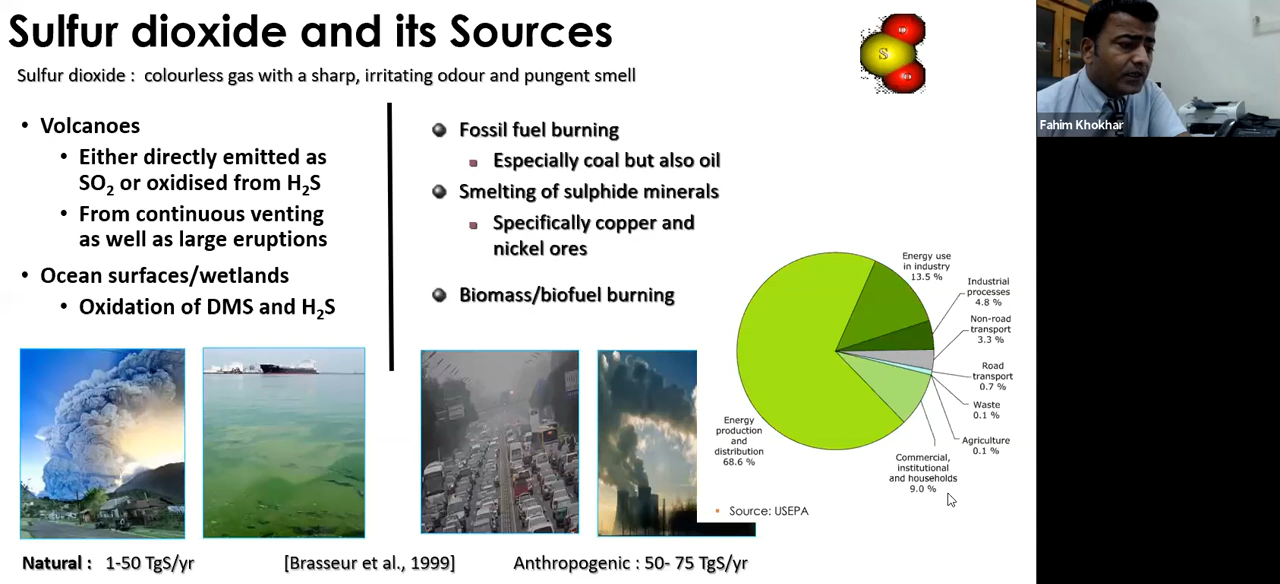 Sulfur dioxide and its Sources
Sulfur dioxide : colourless gas with a sharp, irritating odour and pungent smell
S
Fahim Khokhar
• Volcanoes
• Either directly emitted as
SO₂ or oxidised from H₂S
• From continuous venting
as well as large eruptions
• Ocean surfaces/wetlands
• Oxidation of DMS and H₂S
Fossil fuel burning
Especially coal but also oil
Smelting of sulphide minerals
Specifically copper and
nickel ores
Biomass/biofuel burning
Energy use
in industry
13.5 %
Industrial
processes
4.8 %
Non-road
transport
3.3 %
Road
transport
0.7 %
Waste
0.1 %
Agriculture
0.1 %
Commercial,
institutional
and households
9.0 %
Energy
production
and
distribution
68.6 %
• Source: USEPA
Natural : 1-50 TgS/yr
[Brasseur et al., 1999]
Anthropogenic : 50- 75 TgS/yr